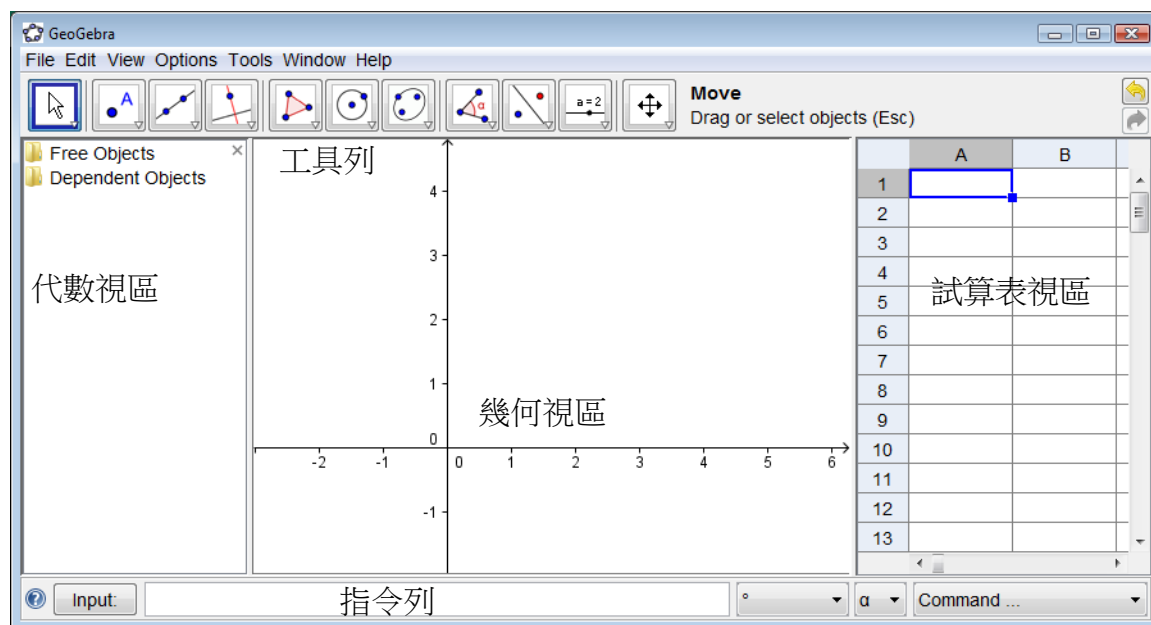 GeoGebra
File Edit View Options Tools Window Help
A
α
a = 2
Move
Drag or select objects (Esc)
Free Objects
Dependent Objects
工具列
代數視區
4
3
2
1
0
-1
-2 -1 0 1 2 3 4 5 6
幾何視區
A B
1
2
3
4
5
6
7
8
9
10
11
12
13
試算表視區
Input:
指令列
° α Command ...